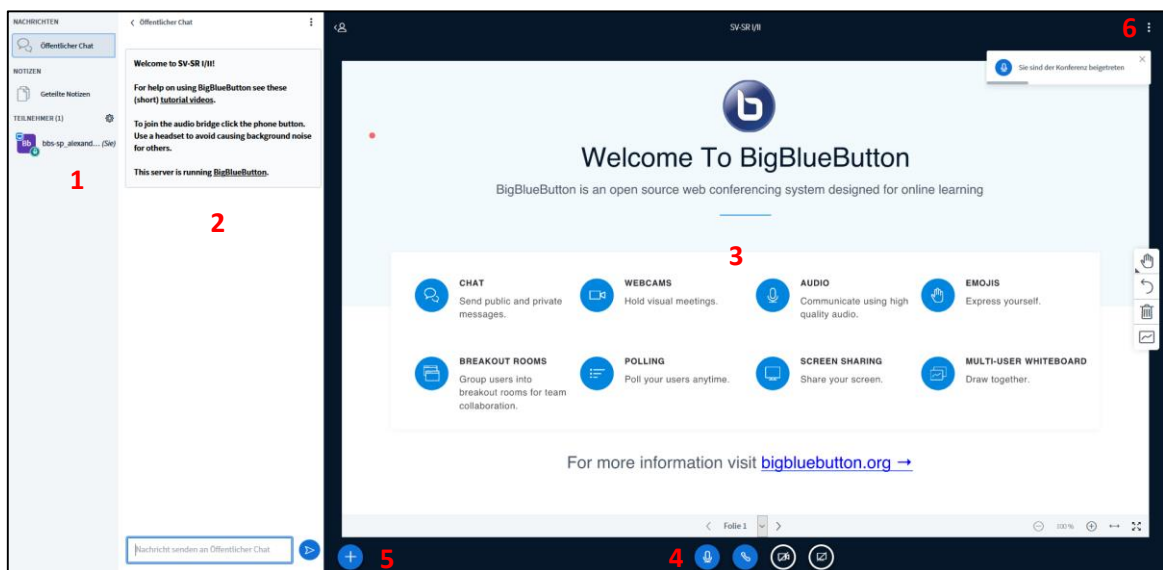 NACHRICHTEN
Öffentlicher Chat
NOTIZEN
Geteilte Notizen
TEILNEHMER (1)
Bb bbs-sp_alexand... (Sie)
1
Öffentlicher Chat
Welcome to SV-SR I/II!
For help on using BigBlueButton see these
(short) tutorial videos.
To join the audio bridge click the phone button.
Use a headset to avoid causing background noise
for others.
This server is running BigBlueButton.
2
Nachricht senden an Öffentlicher Chat
SV-SR I/II
6
Sie sind der Konferenz beigetreten
b
Welcome To BigBlueButton
BigBlueButton is an open source web conferencing system designed for online learning
3
CHAT
Send public and private
messages.
WEBCAMS
Hold visual meetings.
AUDIO
Communicate using high
quality audio.
EMOJIS
Express yourself.
BREAKOUT ROOMS
Group users into
breakout rooms for team
collaboration.
POLLING
Poll your users anytime.
SCREEN SHARING
Share your screen.
MULTI-USER WHITEBOARD
Draw together.
For more information visit bigbluebutton.org →
Folie 1
100 %
5
4